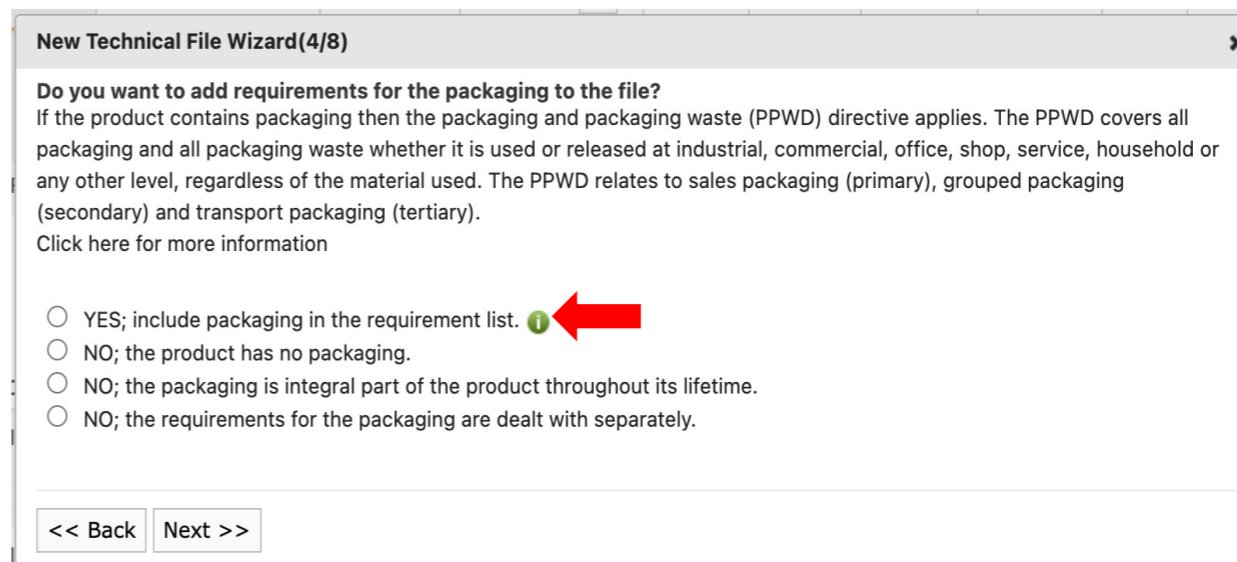 New Technical File Wizard(4/8)
Do you want to add requirements for the packaging to the file?
If the product contains packaging then the packaging and packaging waste (PPWD) directive applies. The PPWD covers all
packaging and all packaging waste whether it is used or released at industrial, commercial, office, shop, service, household or
any other level, regardless of the material used. The PPWD relates to sales packaging (primary), grouped packaging
(secondary) and transport packaging (tertiary).
Click here for more information
YES; include packaging in the requirement list.
NO; the product has no packaging.
NO; the packaging is integral part of the product throughout its lifetime.
NO; the requirements for the packaging are dealt with separately.
<< Back Next >>